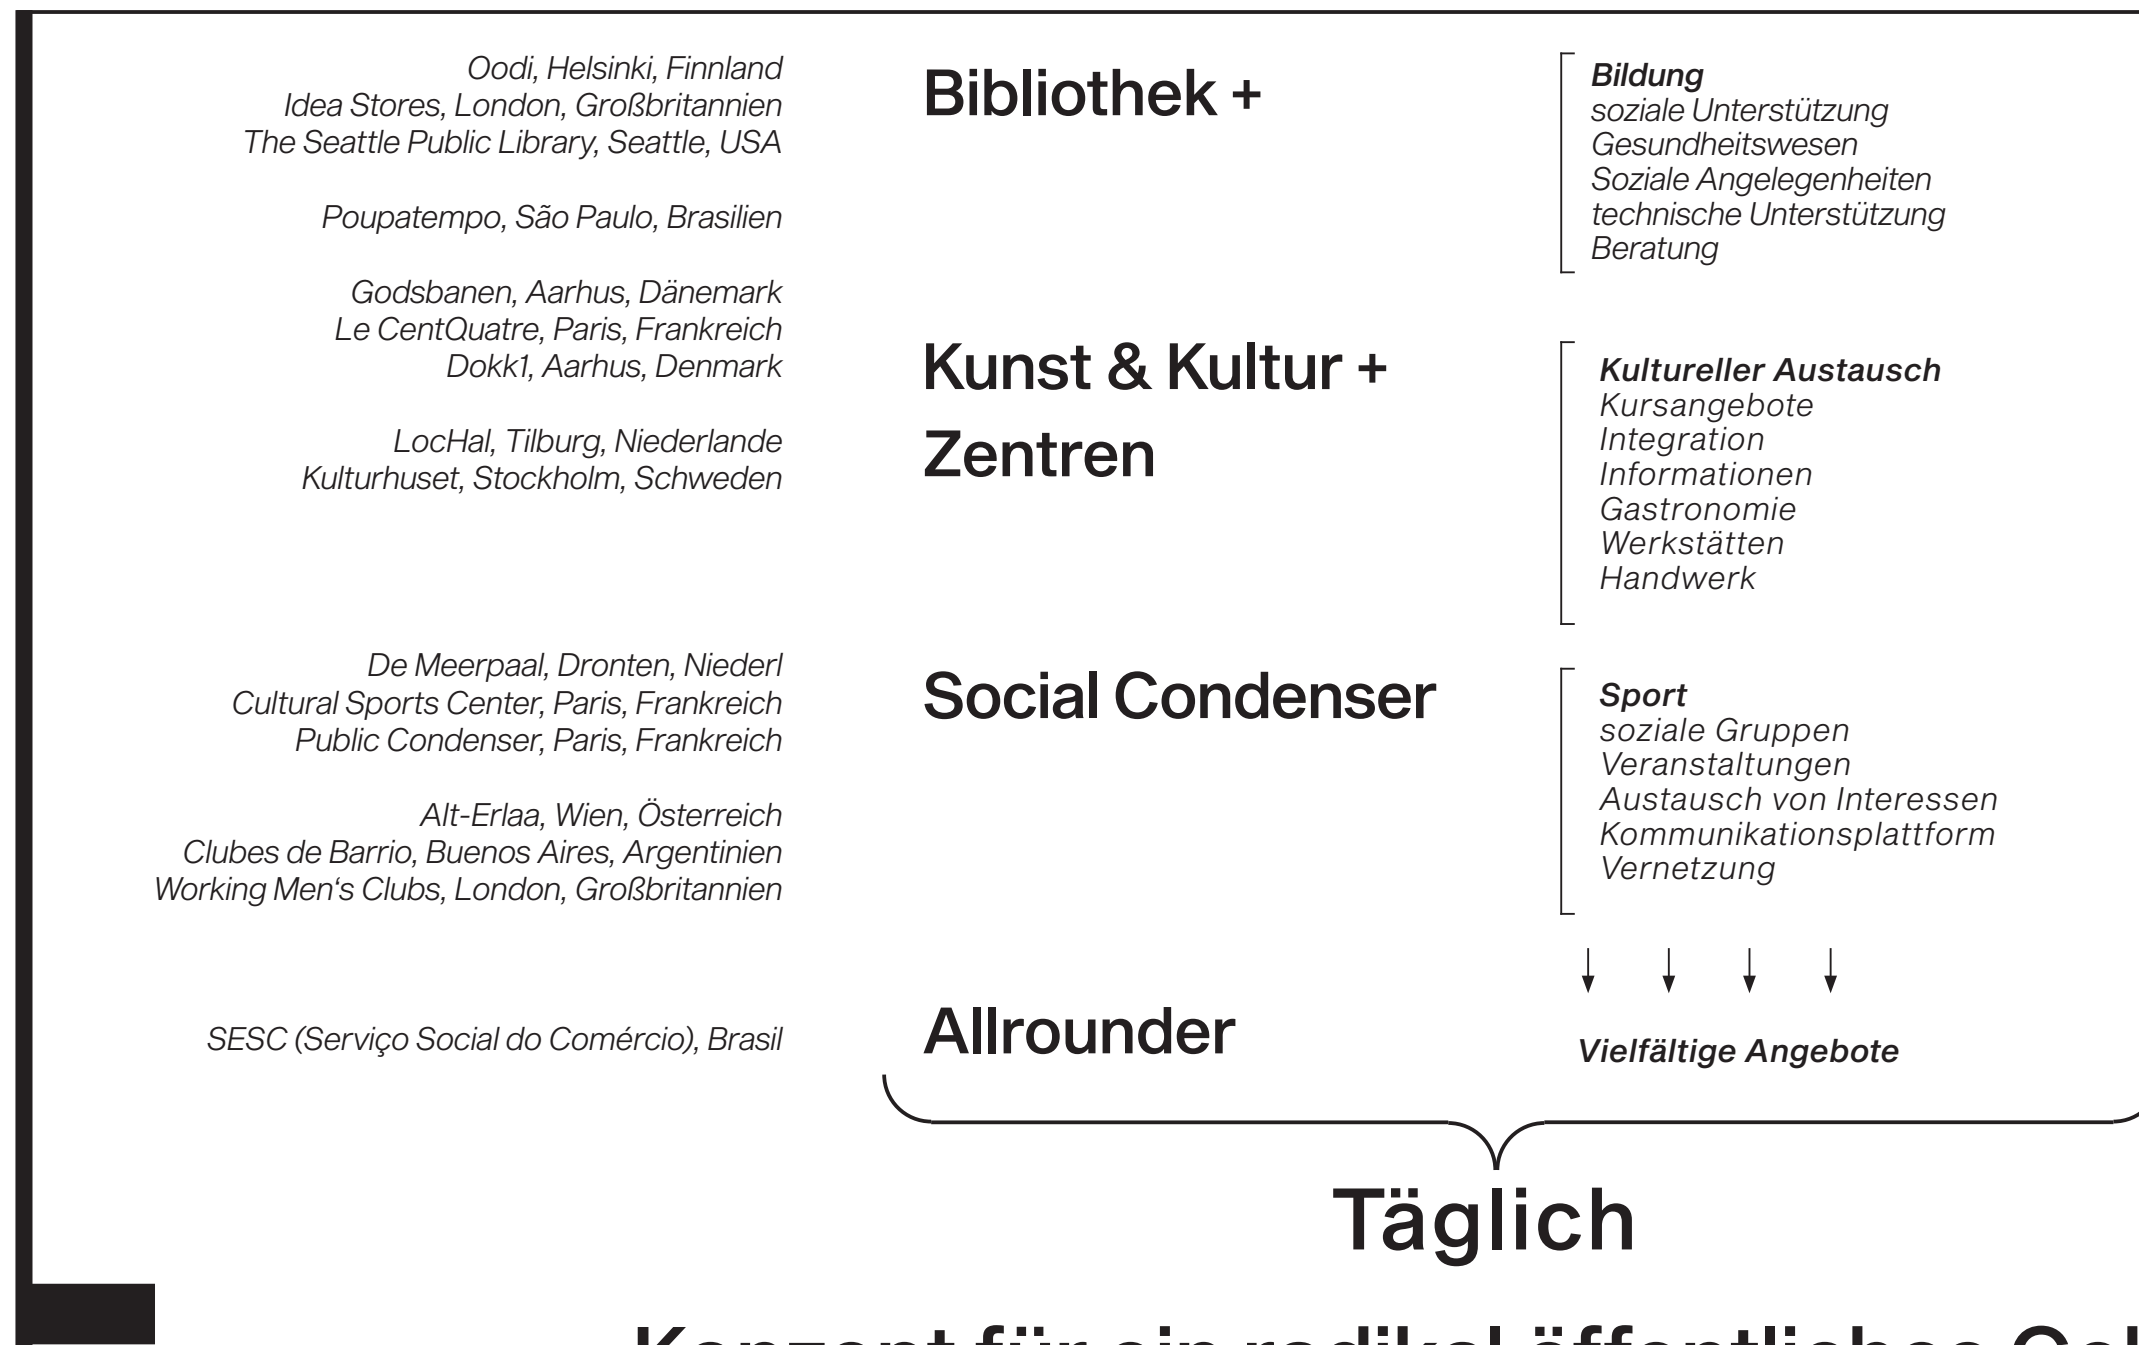 Oodi, Helsinki, Finnland
Idea Stores, London, Großbritannien
The Seattle Public Library, Seattle, USA
Poupatempo, São Paulo, Brasilien
Godsbanen, Aarhus, Dänemark
Le CentQuatre, Paris, Frankreich
Dokk1, Aarhus, Denmark
LocHal, Tilburg, Niederlande
Kulturhuset, Stockholm, Schweden
De Meerpaal, Dronten, Niederl
Cultural Sports Center, Paris, Frankreich
Public Condenser, Paris, Frankreich
Alt-Erlaa, Wien, Österreich
Clubes de Barrio, Buenos Aires, Argentinien
Working Men‘s Clubs, London, Großbritannien
SESC (Serviço Social do Comércio), Brasil
Bibliothek +
Kunst & Kultur +
Zentren
Social Condenser
Allrounder
Bildung
soziale Unterstützung
Gesundheitswesen
Soziale Angelegenheiten
technische Unterstützung
Beratung
Kultureller Austausch
Kursangebote
Integration
Informationen
Gastronomie
Werkstätten
Handwerk
Sport
soziale Gruppen
Veranstaltungen
Austausch von Interessen
Kommunikationsplattform
Vernetzung
Vielfältige Angebote
Täglich
Konzept für ein radikal öffentliches